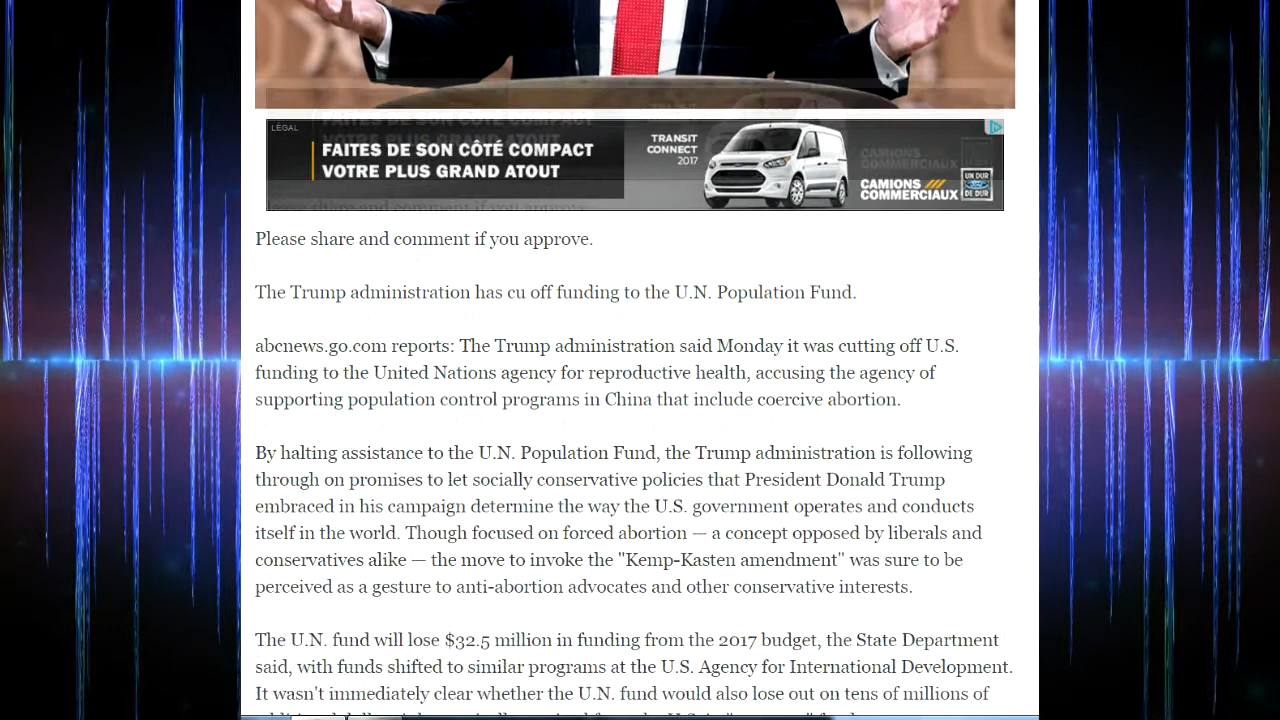 LÉGAL
FAITES DE SON CÔTÉ COMPACT
VOTRE PLUS GRAND ATOUT
TRANSIT
CONNECT
2017
CAMIONS
COMMERCIAUX
UN DUR
Ford
DE DUR
Please share and comment if you approve.
The Trump administration has cu off funding to the U.N. Population Fund.
abcnews.go.com reports: The Trump administration said Monday it was cutting off U.S.
funding to the United Nations agency for reproductive health, accusing the agency of
supporting population control programs in China that include coercive abortion.
By halting assistance to the U.N. Population Fund, the Trump administration is following
through on promises to let socially conservative policies that President Donald Trump
embraced in his campaign determine the way the U.S. government operates and conducts
itself in the world. Though focused on forced abortion — a concept opposed by liberals and
conservatives alike — the move to invoke the "Kemp-Kasten amendment" was sure to be
perceived as a gesture to anti-abortion advocates and other conservative interests.
The U.N. fund will lose $32.5 million in funding from the 2017 budget, the State Department
said, with funds shifted to similar programs at the U.S. Agency for International Development.
It wasn't immediately clear whether the U.N. fund would also lose out on tens of millions of